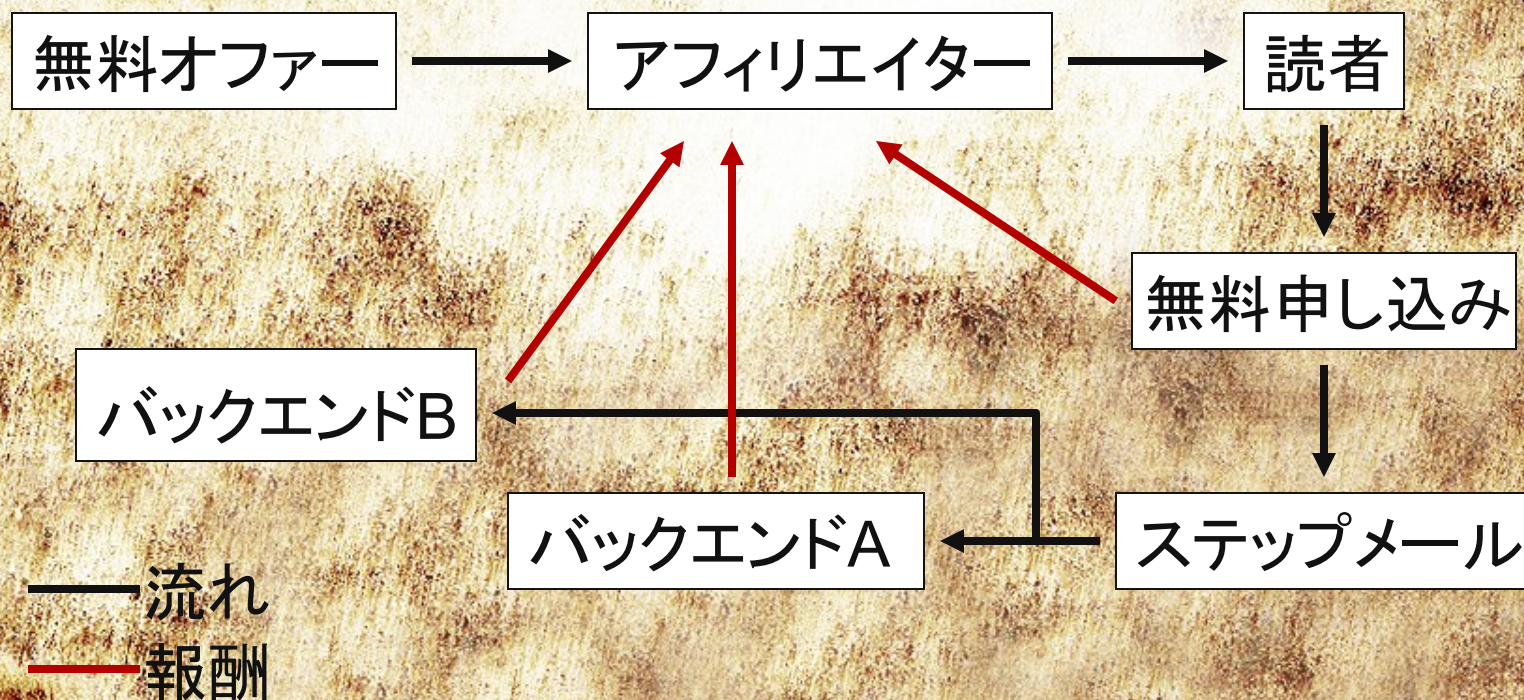 無料オファー
アフィリエイター
読者
無料申し込み
バックエンドB
バックエンドA
ステップメール
流れ
報酬